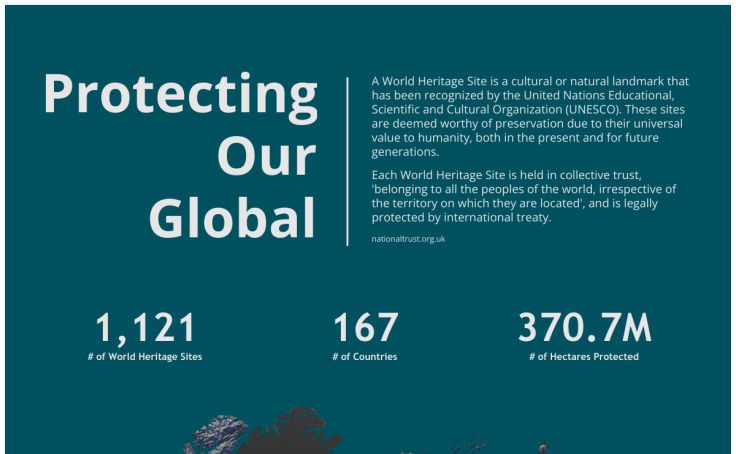 Protecting
Our
Global
A World Heritage Site is a cultural or natural landmark that
has been recognized by the United Nations Educational,
Scientific and Cultural Organization (UNESCO). These sites
are deemed worthy of preservation due to their universal
value to humanity, both in the present and for future
generations.
Each World Heritage Site is held in collective trust,
'belonging to all the peoples of the world, irrespective of
the territory on which they are located', and is legally
protected by international treaty.
nationaltrust.org.uk
1,121
# of World Heritage Sites
167
# of Countries
370.7M
# of Hectares Protected